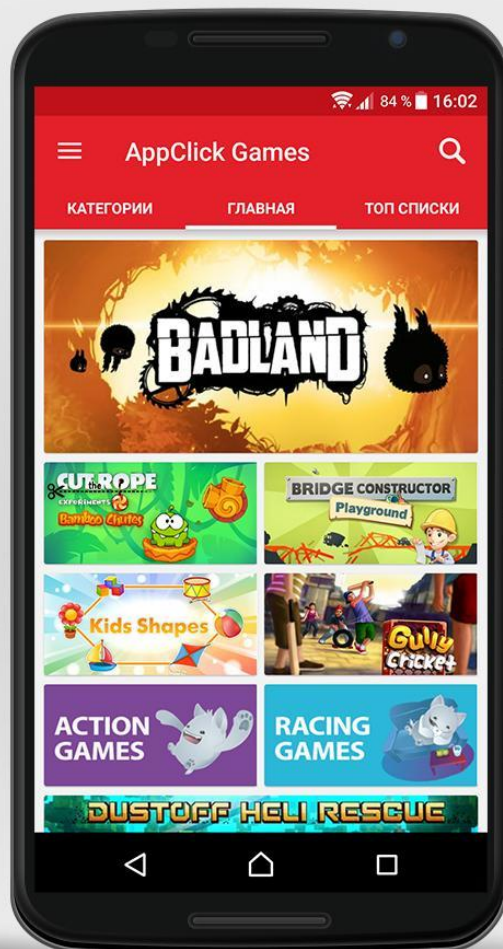 84 % 16:02
AppClick Games
КАТЕГОРИИ ГЛАВНАЯ ТОП СПИСКИ
BADLAND
CUT the ROPE
EXPERIMENTS
Bamboo Chutes
BRIDGE CONSTRUCTOR
Playground
Kids Shapes
Gully
Cricket
ACTION
GAMES
RACING
GAMES
DUSTOFF HELI RESCUE